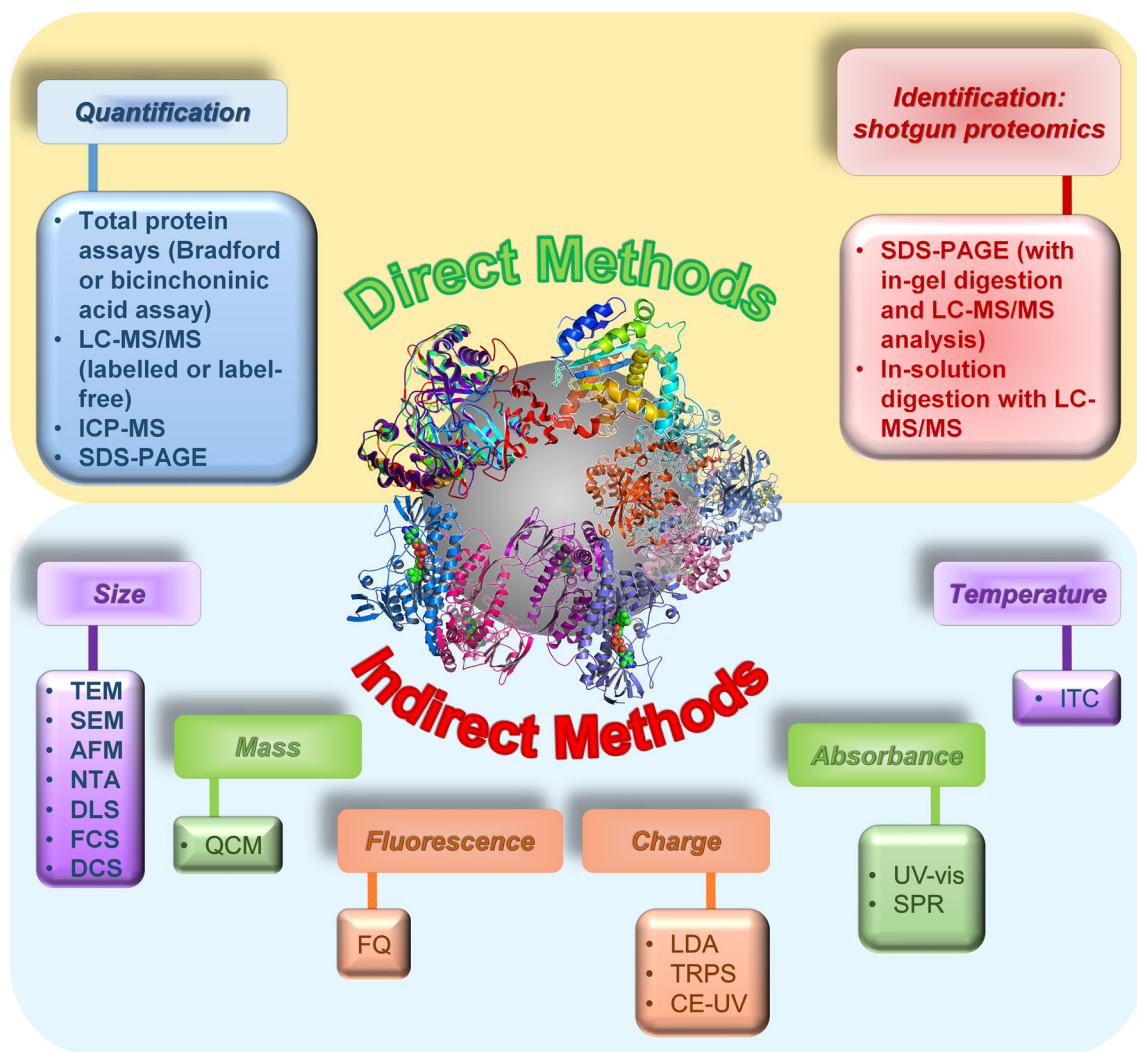 Quantification
• Total protein
assays (Bradford
or bicinchoninic
acid assay)
• LC-MS/MS
(labelled or label-
free)
• ICP-MS
• SDS-PAGE
Identification:
shotgun proteomics
• SDS-PAGE (with
in-gel digestion
and LC-MS/MS
analysis)
• In-solution
digestion with LC-
MS/MS
Direct Methods
Indirect Methods
Size
• TEM
• SEM
• AFM
• NTA
• DLS
• FCS
• DCS
Mass
• QCM
Fluorescence
FQ
Charge
• LDA
• TRPS
• CE-UV
Absorbance
• UV-vis
• SPR
Temperature
• ITC